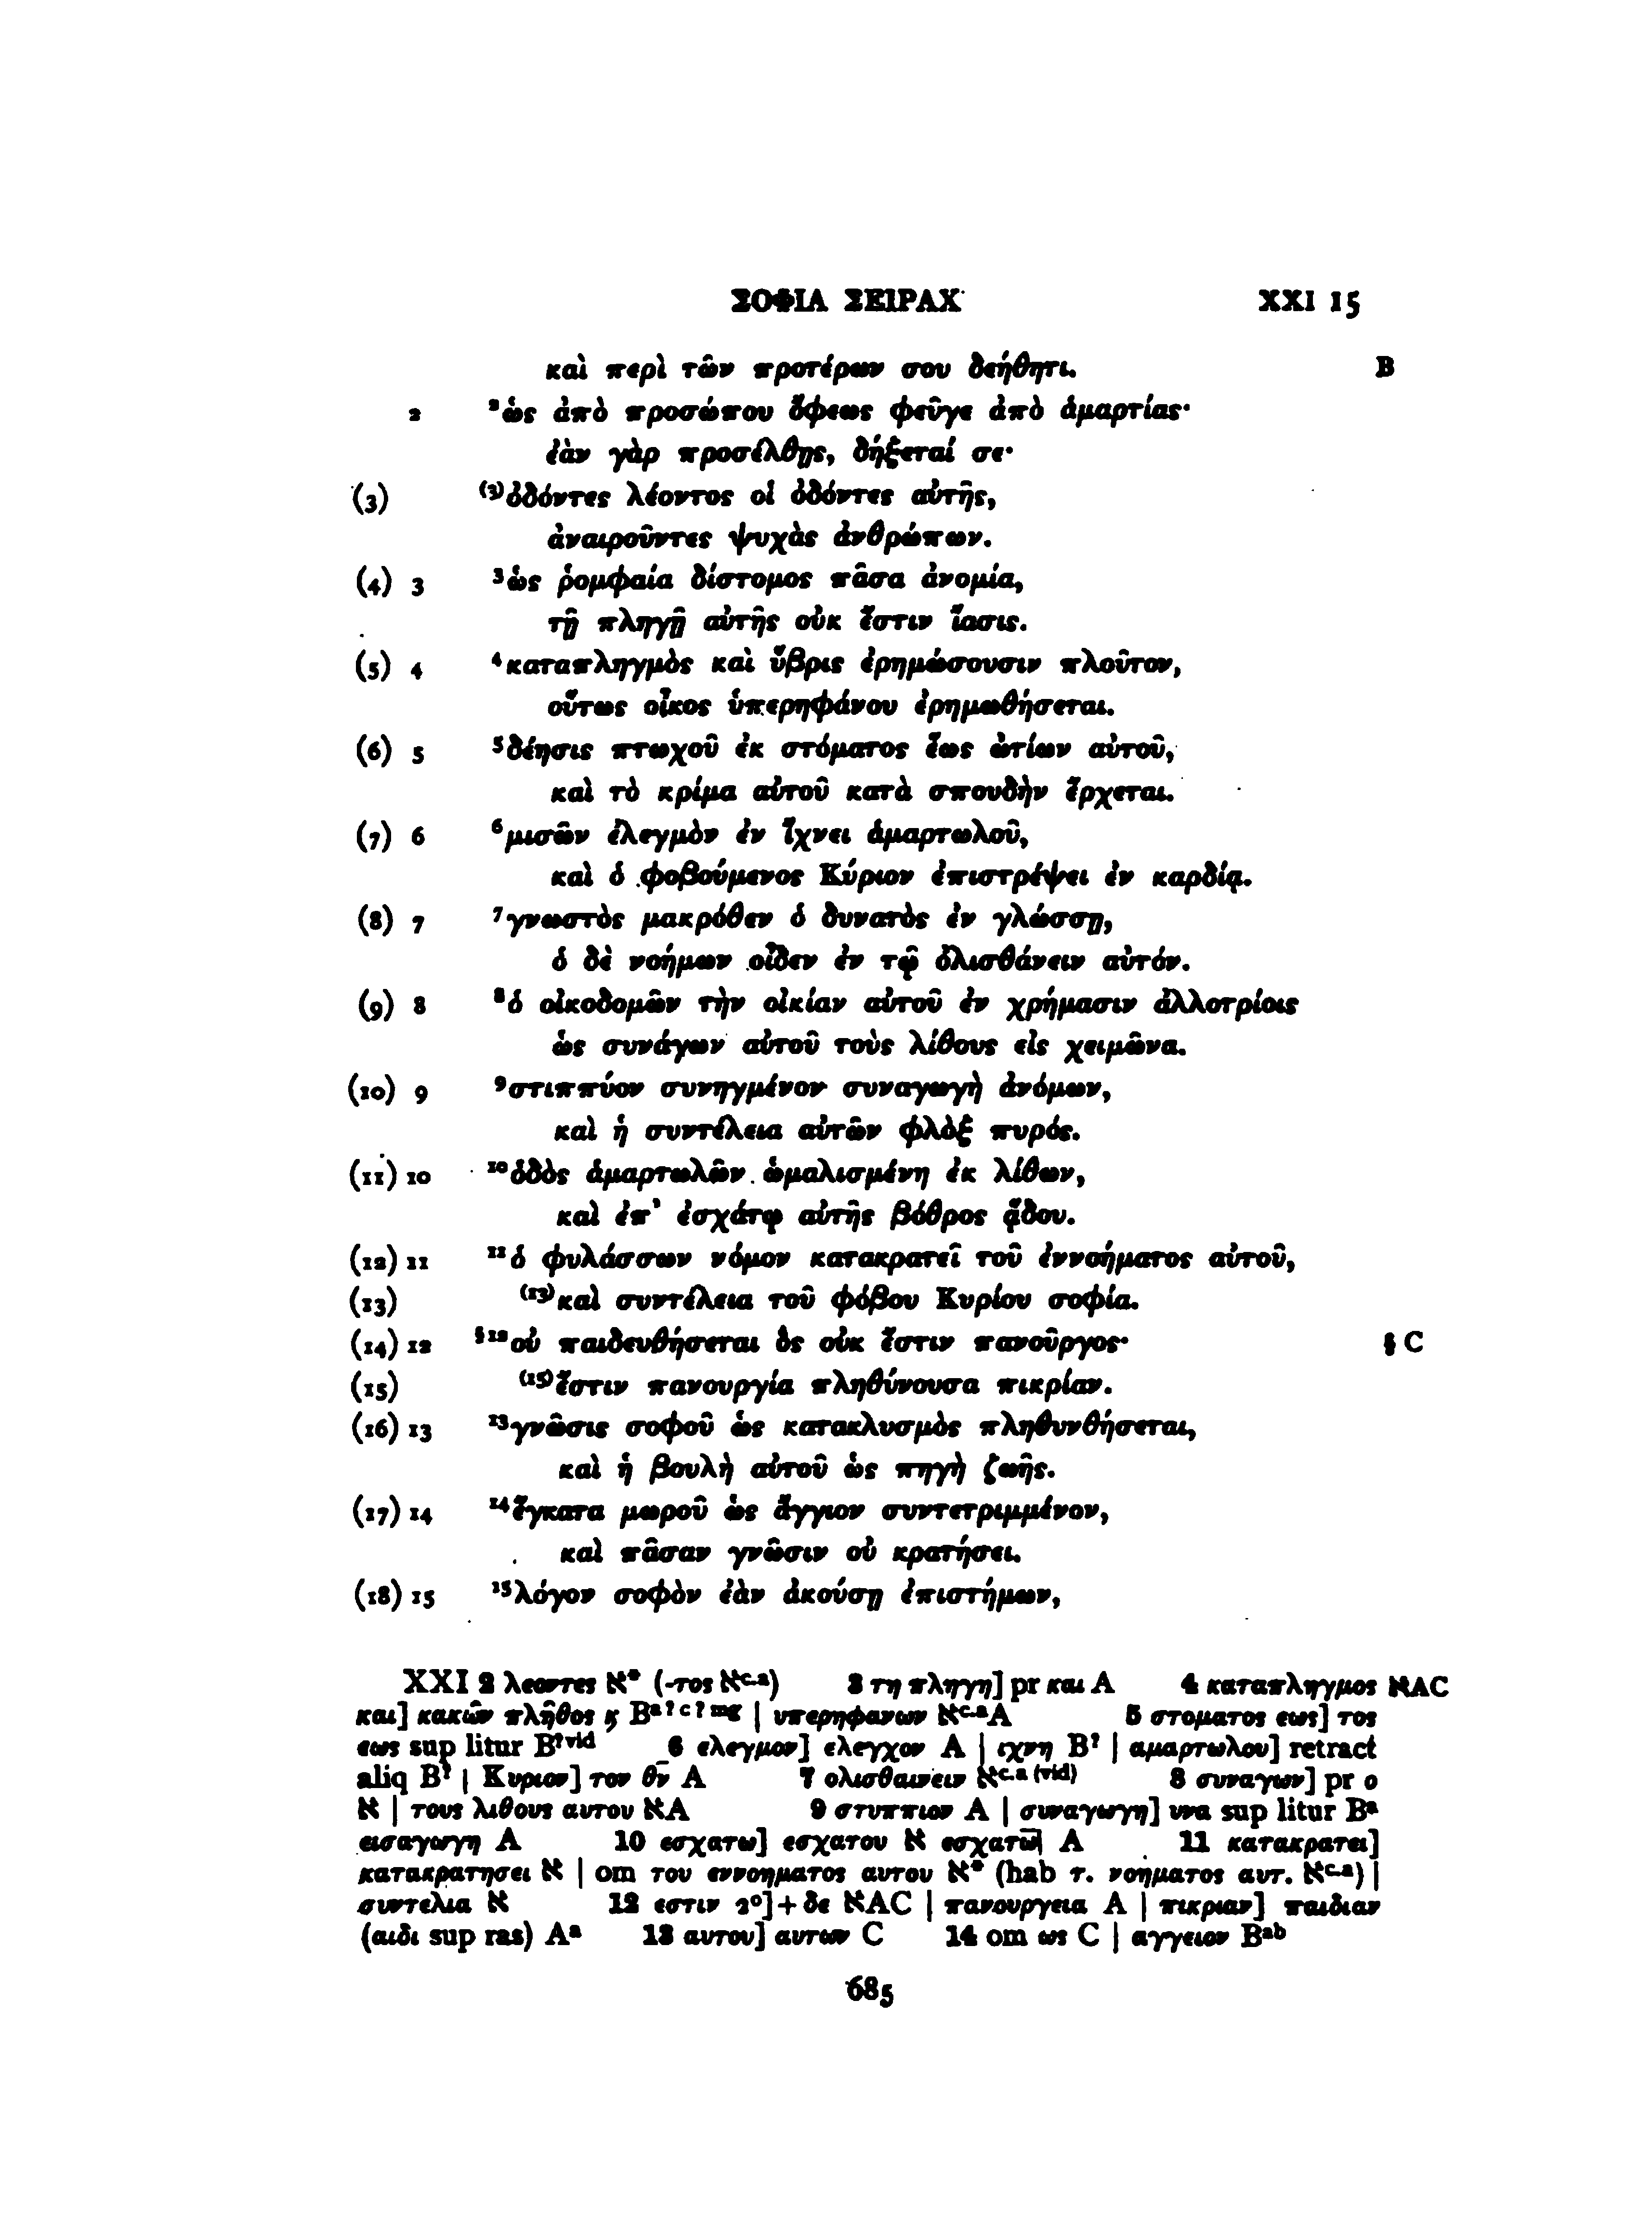 ΣΟΦΙΑ ΣΕΙΡΑΧ XXI 15
καὶ περὶ τῶν προτέρων σου δεήθητι. B
2 ²ὡς ἀπὸ προσώπου ὄφεως φεῦγε ἀπὸ ἁμαρτίας·
ἐὰν γὰρ προσέλθῃς, δήξεταί σε·
(3) ⁽³⁾ὀδόντες λέοντος οἱ ὀδόντες αὐτῆς,
ἀναιροῦντες ψυχὰς ἀνθρώπων.
(4) 3 ³ὡς ῥομφαία δίστομος πᾶσα ἀνομία,
τῇ πληγῇ αὐτῆς οὐκ ἔστιν ἴασις.
(5) 4 ⁴καταπληγμὸς καὶ ὕβρις ἐρημώσουσιν πλοῦτον,
οὕτως οἶκος ὑπερηφάνου ἐρημωθήσεται.
(6) 5 ⁵δέησις πτωχοῦ ἐκ στόματος ἕως ὠτίων αὐτοῦ,
καὶ τὸ κρίμα αὐτοῦ κατὰ σπουδὴν ἔρχεται.
(7) 6 ⁶μισῶν ἐλεγμὸν ἐν ἴχνει ἁμαρτωλοῦ,
καὶ ὁ φοβούμενος Κύριον ἐπιστρέψει ἐν καρδίᾳ.
(8) 7 ⁷γνωστὸς μακρόθεν ὁ δυνατὸς ἐν γλώσσῃ,
ὁ δὲ νοήμων οἶδεν ἐν τῷ ὀλισθάνειν αὐτόν.
(9) 8 ⁸ὁ οἰκοδομῶν τὴν οἰκίαν αὐτοῦ ἐν χρήμασιν ἀλλοτρίοις
ὡς συνάγων αὐτοῦ τοὺς λίθους εἰς χειμῶνα.
(10) 9 ⁹στιππύον συνηγμένον συναγωγὴ ἀνόμων,
καὶ ἡ συντέλεια αὐτῶν φλὸξ πυρός.
(11) 10 ¹⁰ὁδὸς ἁμαρτωλῶν ὡμαλισμένη ἐκ λίθων,
καὶ ἐπ' ἐσχάτῳ αὐτῆς βόθρος ᾅδου.
(12) 11 ¹¹ὁ φυλάσσων νόμον κατακρατεῖ τοῦ ἐννοήματος αὐτοῦ,
(13) ⁽¹³⁾καὶ συντέλεια τοῦ φόβου Κυρίου σοφία.
(14) 12 §¹²οὐ παιδευθήσεται ὃς οὐκ ἔστιν πανοῦργος· § C
(15) ⁽¹⁵⁾ἔστιν πανουργία πληθύνουσα πικρίαν.
(16) 13 ¹³γνῶσις σοφοῦ ὡς κατακλυσμὸς πληθυνθήσεται,
καὶ ἡ βουλὴ αὐτοῦ ὡς πηγὴ ζωῆς.
(17) 14 ¹⁴ἔγκατα μωροῦ ὡς ἄγγιον συντετριμμένον,
καὶ πᾶσαν γνῶσιν οὐ κρατήσει.
(18) 15 ¹⁵λόγον σοφὸν ἐὰν ἀκούσῃ ἐπιστήμων,
XXI 2 λεοντες ℵ* (-τος ℵᶜ·ᵃ) 3 τη πληγη] pr και A 4 καταπληγμος ℵAC
και] κακῶν πλῆθος ϗ Bᵃ?ᶜ?ᵐᵍ | υπερηφανων ℵᶜ·ᵃA 5 στοματος εως] τος
εως sup litur B?ᵛⁱᵈ 6 ελεγμον] ελεγχον A | ιχνη B? | αμαρτωλου] retract
aliq B? | Κυριον] τον θν̄ A 7 ολισθαινειν ℵᶜ·ᵃ ⁽ᵛⁱᵈ⁾ 8 συναγων] pr ο
ℵ | τους λιθους αυτου ℵA 9 στυππιον A | συναγωγη] υνα sup litur Bᵃ
εισαγωγη A 10 εσχατω] εσχατου ℵ εσχατω̄| A 11 κατακρατει]
κατακρατησει ℵ | om του εννοηματος αυτου ℵ* (hab τ. νοηματος αυτ. ℵᶜ·ᵃ) |
συντελια ℵ 12 εστιν 2°]+δε ℵAC | πανουργεια A | πικριαν] παιδιαν
(αιδι sup ras) Aᵃ 13 αυτου] αυτων C 14 om ως C | αγγειον Bᵃᵇ
685